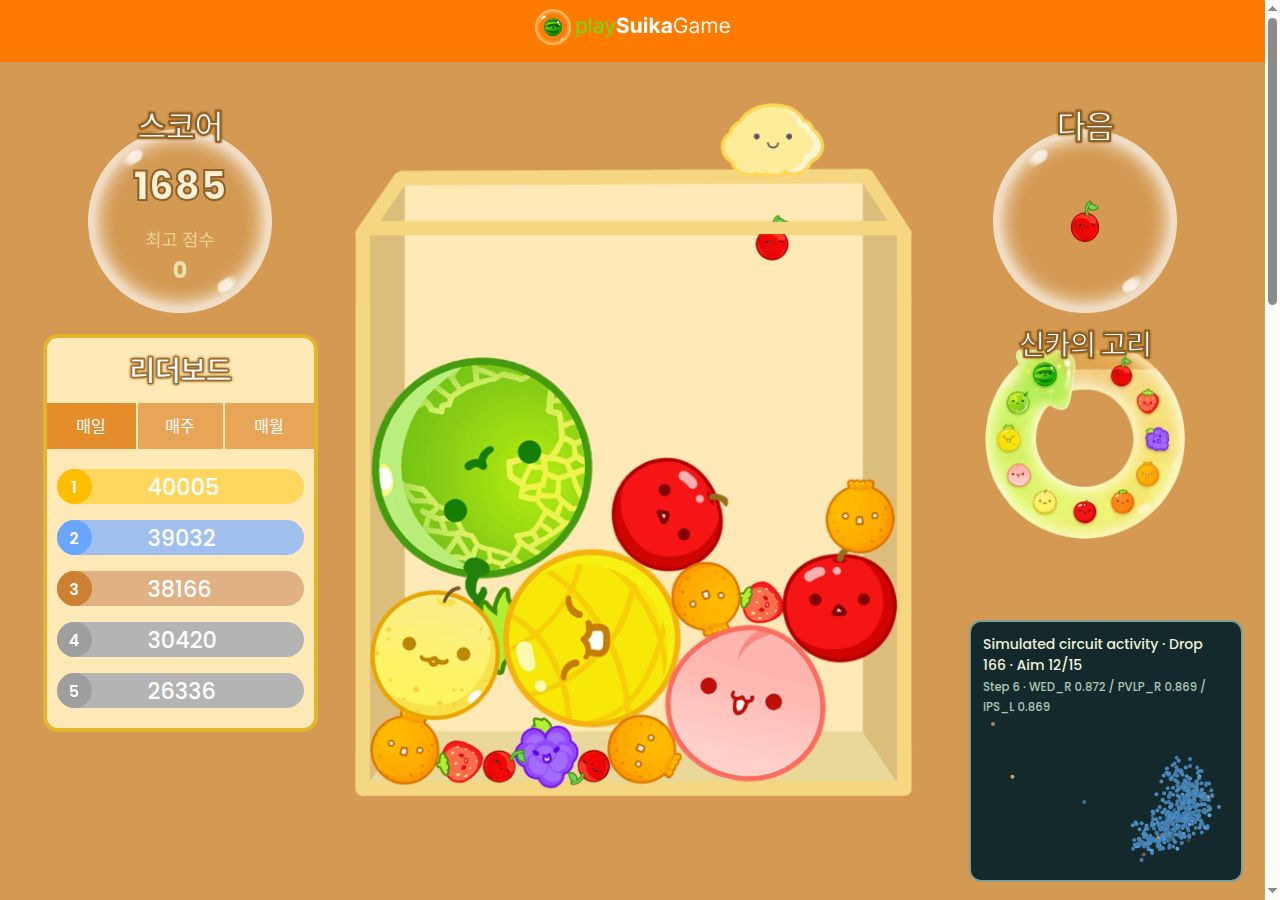 playSuikaGame
스코어
1685
최고 점수
0
다음
리더보드
매일 매주 매월
1 40005
2 39032
3 38166
4 30420
5 26336
신카의 고리
Simulated circuit activity · Drop
166 · Aim 12/15
Step 6 · WED_R 0.872 / PVLP_R 0.869 /
IPS_L 0.869